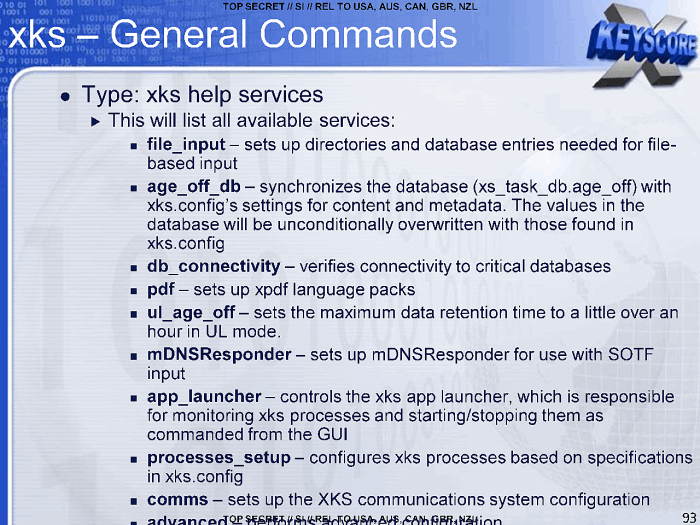 TOP SECRET // SI // REL TO USA, AUS, CAN, GBR, NZL
xks – General Commands
KEYSCORE
X
● Type: xks help services
▶ This will list all available services:
▪ file_input – sets up directories and database entries needed for file-
based input
▪ age_off_db – synchronizes the database (xs_task_db.age_off) with
xks.config's settings for content and metadata. The values in the
database will be unconditionally overwritten with those found in
xks.config
▪ db_connectivity – verifies connectivity to critical databases
▪ pdf – sets up xpdf language packs
▪ ul_age_off – sets the maximum data retention time to a little over an
hour in UL mode.
▪ mDNSResponder – sets up mDNSResponder for use with SOTF
input
▪ app_launcher – controls the xks app launcher, which is responsible
for monitoring xks processes and starting/stopping them as
commanded from the GUI
▪ processes_setup – configures xks processes based on specifications
in xks.config
▪ comms – sets up the XKS communications system configuration
▪ advanced – performs advanced configuration
TOP SECRET // SI // REL TO USA, AUS, CAN, GBR, NZL
93